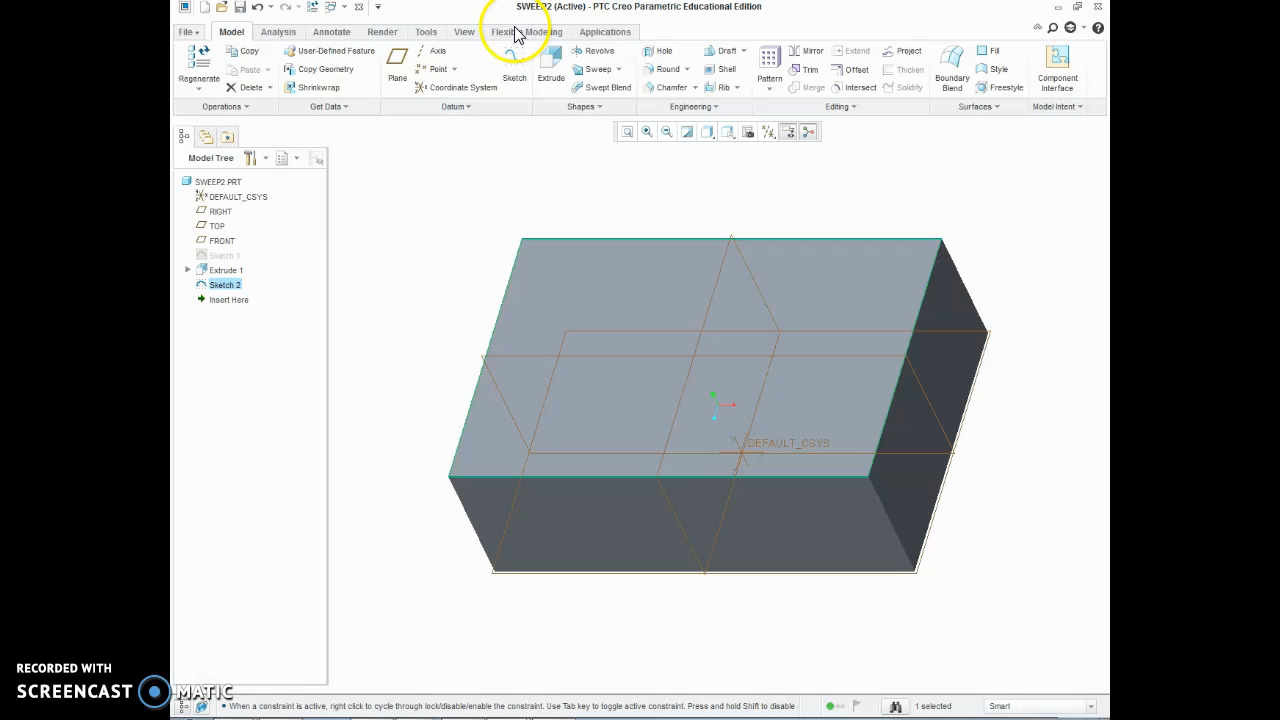 SWEEP2 (Active) - PTC Creo Parametric Educational Edition
File Model Analysis Annotate Render Tools View Flexible Modeling Applications
Regenerate Copy Paste Delete User-Defined Feature Copy Geometry Shrinkwrap Plane Axis Point Coordinate System Sketch Extrude Revolve Sweep Swept Blend Hole Round Chamfer Draft Shell Rib Pattern Mirror Trim Merge Extend Offset Intersect Project Thicken Solidify Boundary Blend Fill Style Freestyle Component Interface
Operations Get Data Datum Shapes Engineering Editing Surfaces Model Intent
Model Tree
SWEEP2.PRT
DEFAULT_CSYS
RIGHT
TOP
FRONT
Sketch 1
Extrude 1
Sketch 2
Insert Here
DEFAULT_CSYS
RECORDED WITH
SCREENCAST MATIC
When a constraint is active, right click to cycle through lock/disable/enable the constraint. Use Tab key to toggle active constraint. Press and hold Shift to disable
1 selected
Smart